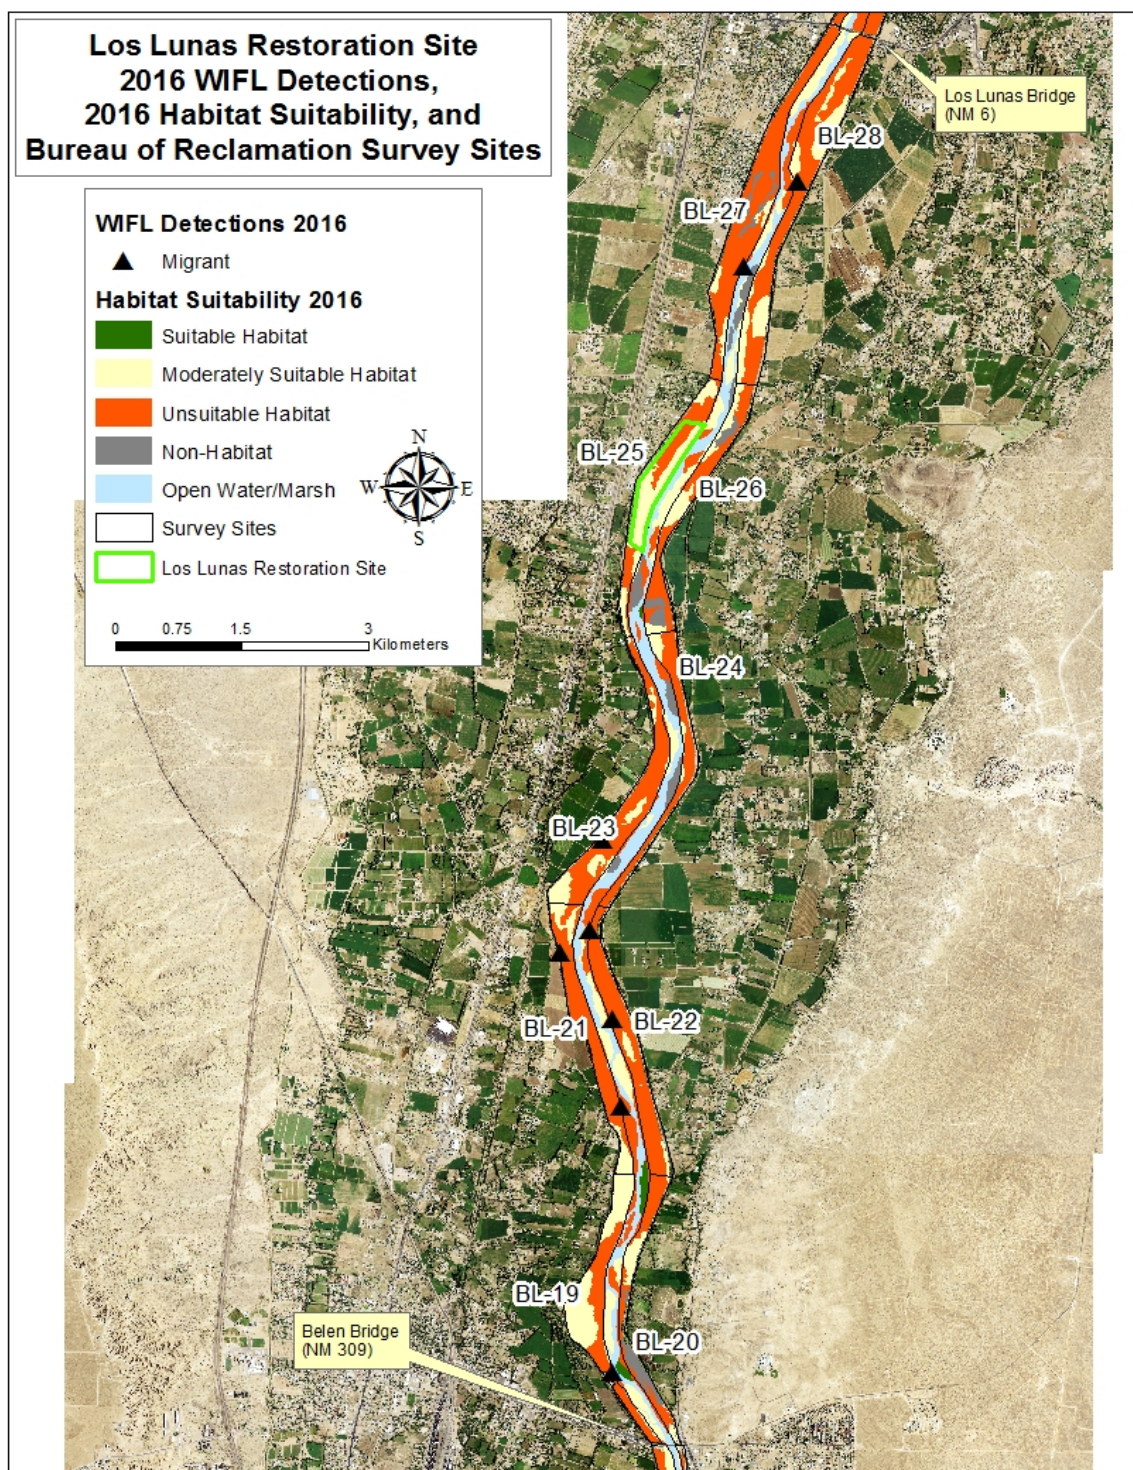 Los Lunas Restoration Site
2016 WIFL Detections,
2016 Habitat Suitability, and
Bureau of Reclamation Survey Sites
Los Lunas Bridge
(NM 6)
WIFL Detections 2016
Migrant
Habitat Suitability 2016
Suitable Habitat
Moderately Suitable Habitat
Unsuitable Habitat
Non-Habitat
Open Water/Marsh
Survey Sites
Los Lunas Restoration Site
N
W E
S
0 0.75 1.5 3
Kilometers
BL-28
BL-27
BL-25
BL-26
BL-24
BL-23
BL-21
BL-22
BL-19
BL-20
Belen Bridge
(NM 309)